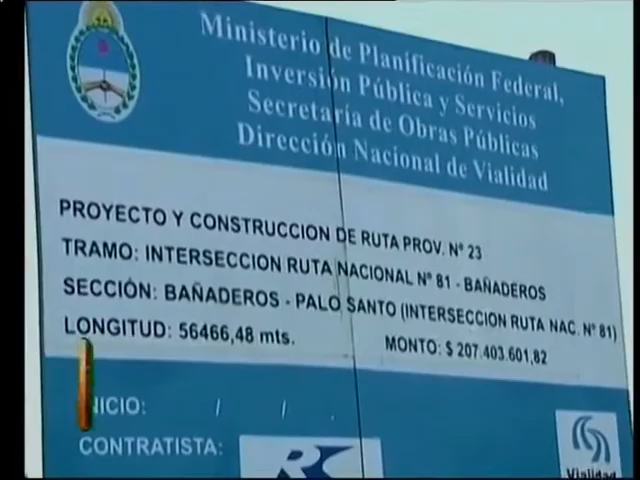 Ministerio de Planificación Federal,
Inversión Pública y Servicios
Secretaría de Obras Públicas
Dirección Nacional de Vialidad
PROYECTO Y CONSTRUCCION DE RUTA PROV. Nº 23
TRAMO: INTERSECCION RUTA NACIONAL Nº 81 - BAÑADEROS
SECCIÓN: BAÑADEROS - PALO SANTO (INTERSECCION RUTA NAC. Nº 81)
LONGITUD: 56466,48 mts. MONTO: $ 207.403.601,82
INICIO: / / .
CONTRATISTA: RC
Vialidad